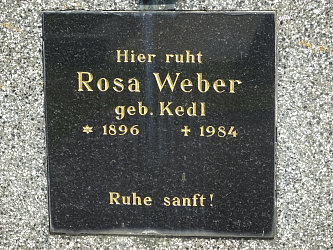 Hier ruht
Rosa Weber
geb. Kedl
* 1896 ✝ 1984
Ruhe sanft!